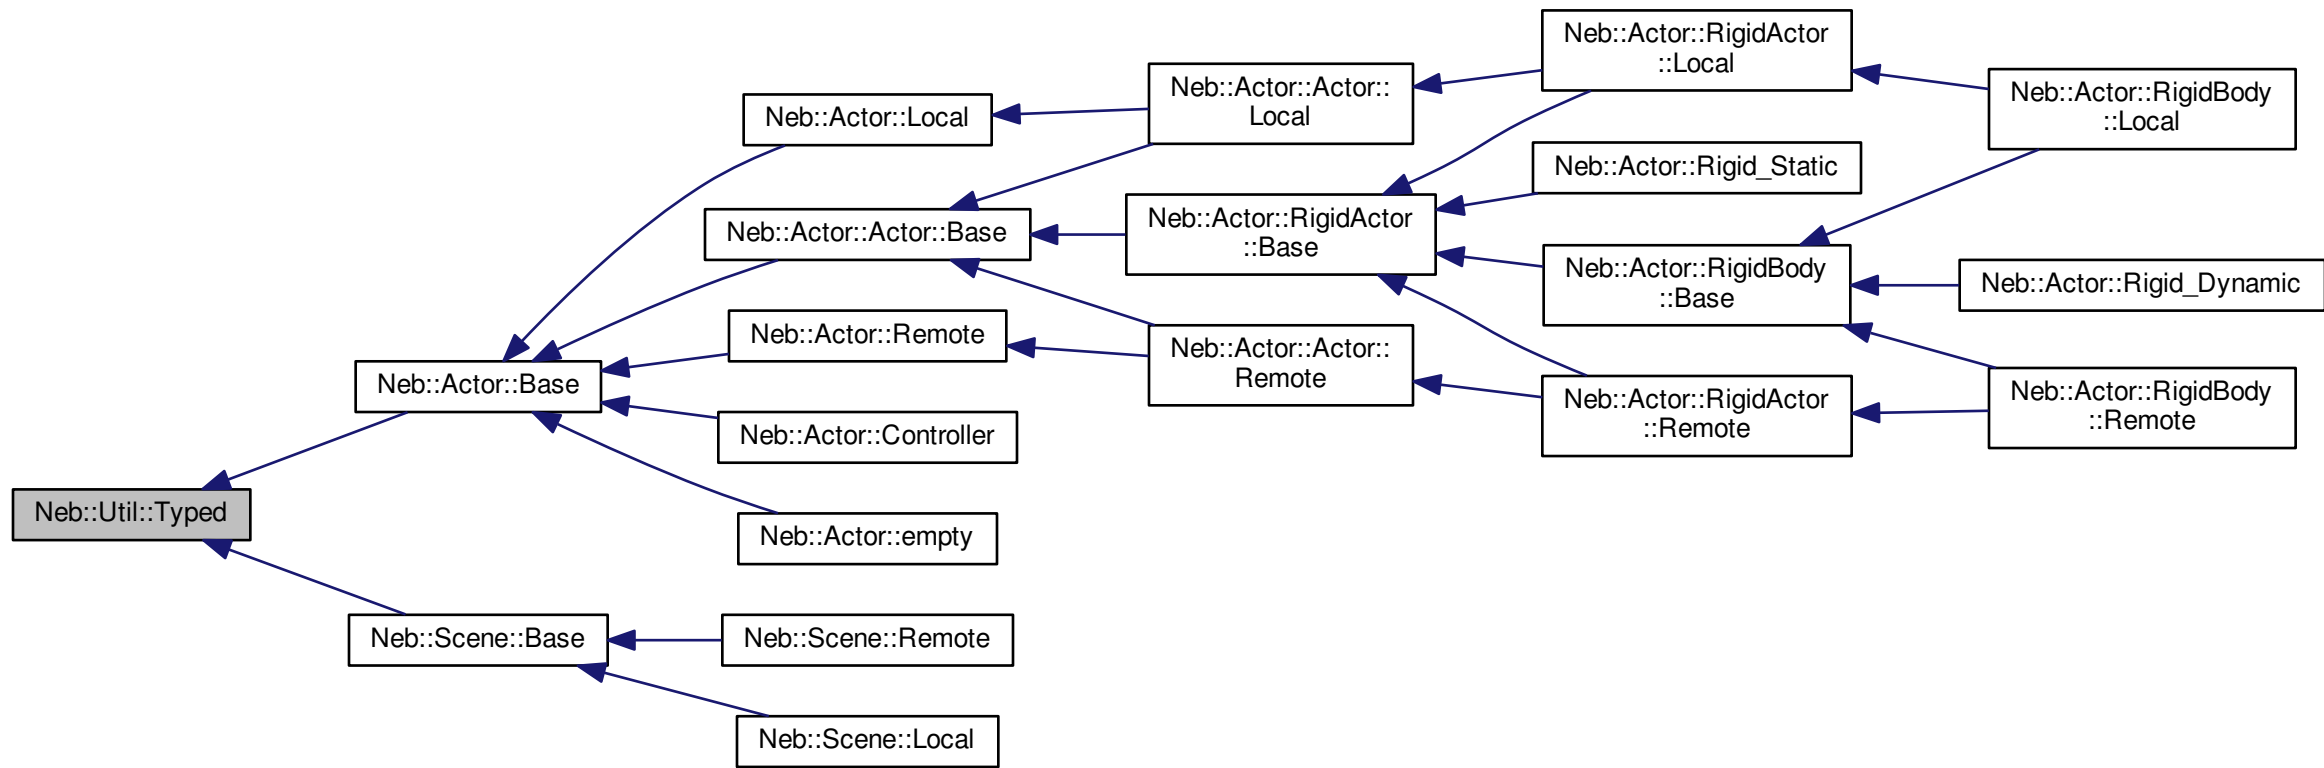 Neb::Util::Typed
Neb::Actor::Base
Neb::Scene::Base
Neb::Actor::Local
Neb::Actor::Actor::Base
Neb::Actor::Remote
Neb::Actor::Controller
Neb::Actor::empty
Neb::Scene::Remote
Neb::Scene::Local
Neb::Actor::Actor::
Local
Neb::Actor::RigidActor
::Base
Neb::Actor::Actor::
Remote
Neb::Actor::RigidActor
::Local
Neb::Actor::Rigid_Static
Neb::Actor::RigidBody
::Base
Neb::Actor::RigidActor
::Remote
Neb::Actor::RigidBody
::Local
Neb::Actor::Rigid_Dynamic
Neb::Actor::RigidBody
::Remote